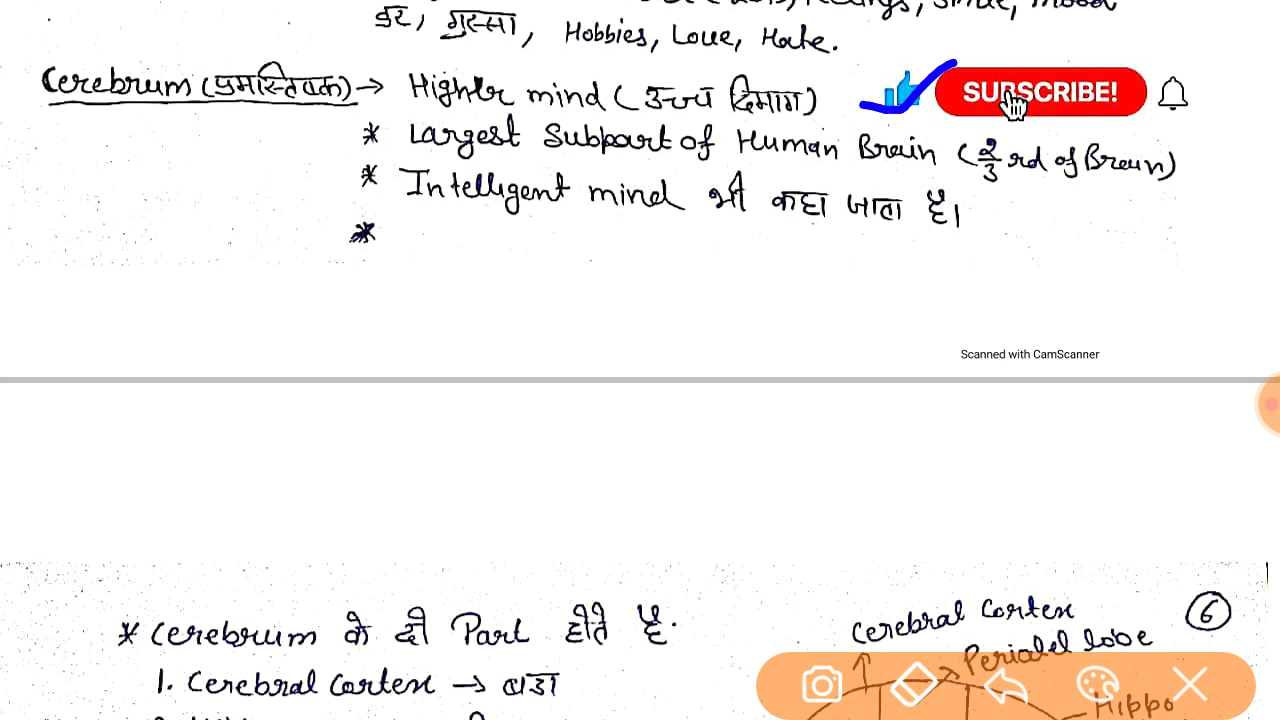 डर, गुस्सा, Hobbies, Love, Hate.
Cerebrum (प्रमस्तिष्क) → Higher mind (उच्च दिमाग)
SUBSCRIBE!
* Largest Subpart of Human Brain (2/3 rd of Brain)
* Intelligent mind भी कहा जाता है।
*
Scanned with CamScanner
6
* Cerebrum के दो Part होते है.
Cerebral Cortex
Perialel lobe
1. Cerebral Cortex → बाडा
Hippo